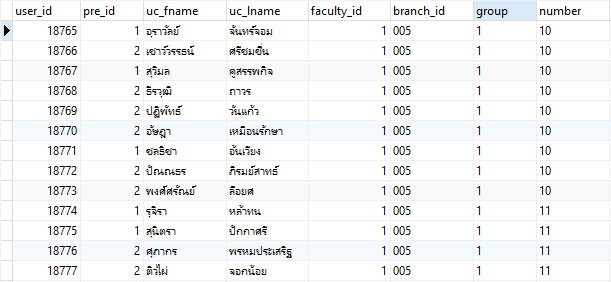 user_id pre_id uc_fname uc_lname faculty_id branch_id group number
18765 1 อุราวัลย์ จันทร์จอม 1 005 1 10
18766 2 เชาว์วรรธน์ ศรีชมชื่น 1 005 1 10
18767 1 สุวิมล ดูสรรพกิจ 1 005 1 10
18768 2 ธีรวุฒิ ถาวร 1 005 1 10
18769 2 ปฏิพัทธ์ วันแก้ว 1 005 1 10
18770 2 อัษฎา เหมือนรักษา 1 005 1 10
18771 1 ชลธิชา อ้นเวียง 1 005 1 10
18772 2 ปัณณธร ภิรมย์สาทธ์ 1 005 1 10
18773 2 พงศ์ศรัณย์ ลือยศ 1 005 1 10
18774 1 รุจิรา หล้าทน 1 005 1 11
18775 1 สุนิตรา ปักกาศรี 1 005 1 11
18776 2 ศุภากร พรหมประเสริฐ 1 005 1 11
18777 2 ติวไผ่ จอกน้อย 1 005 1 11